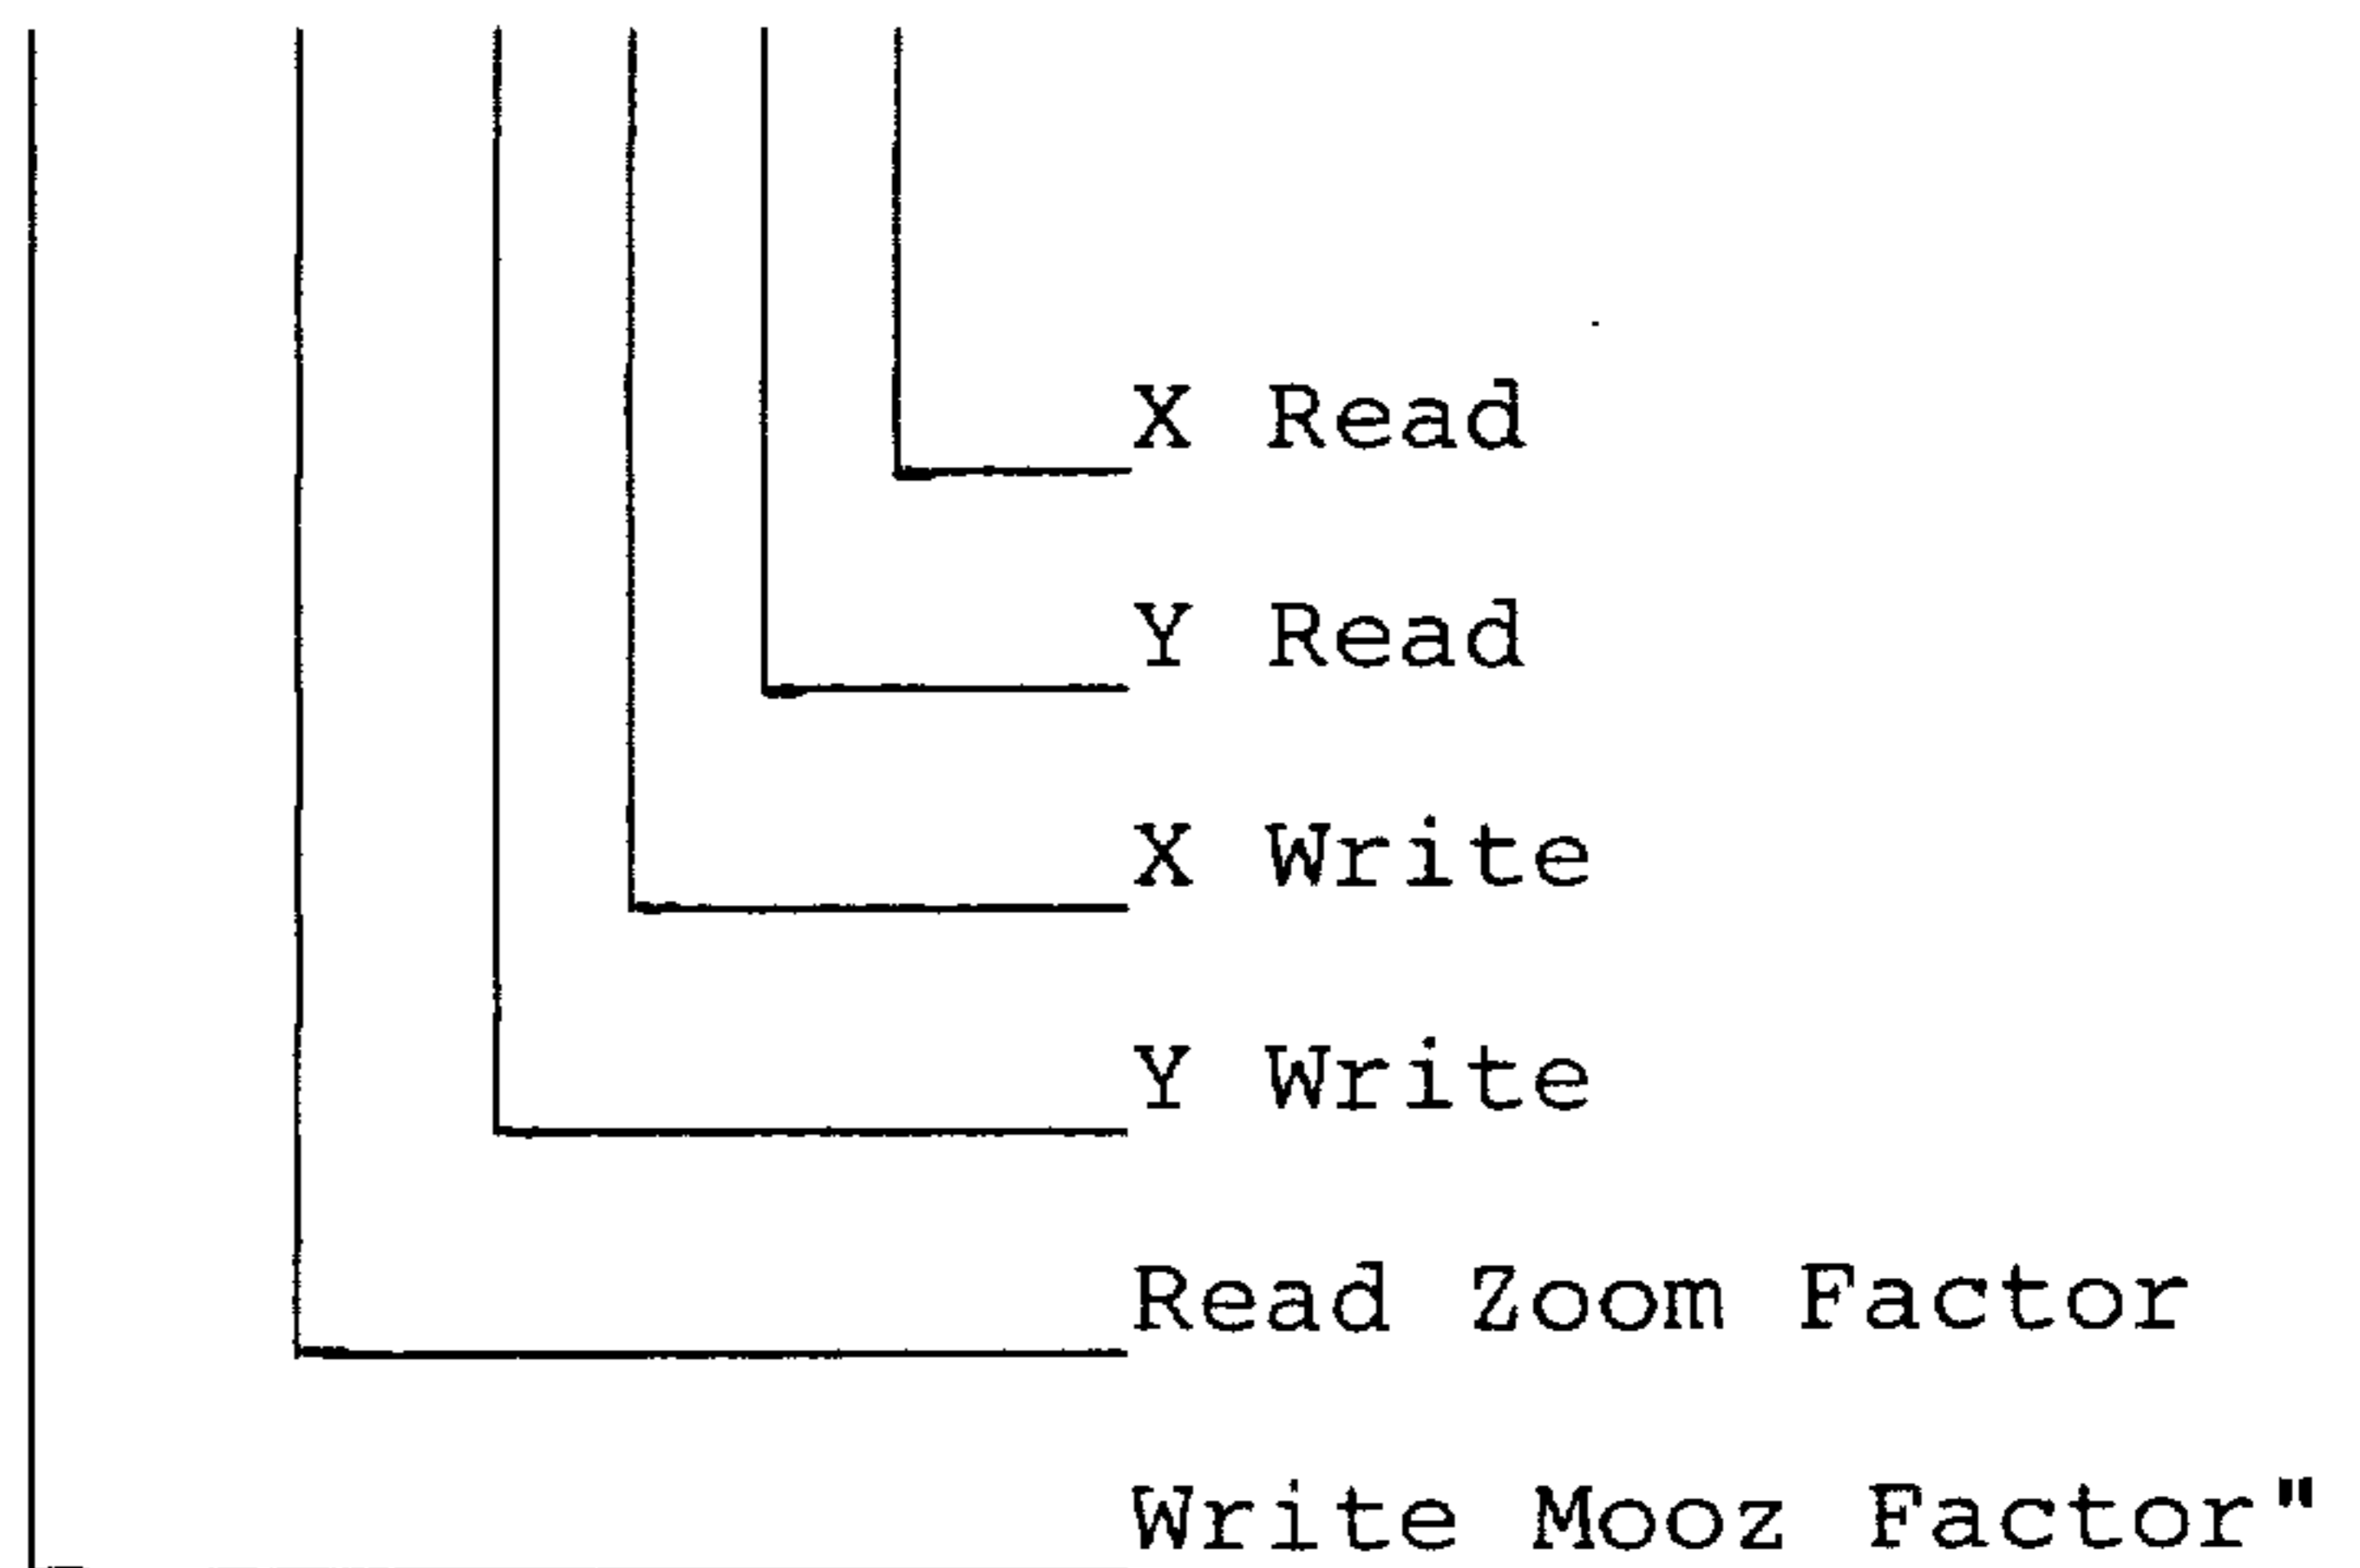 X Read
Y Read
X Write
Y Write
Read Zoom Factor
Write Mooz Factor"